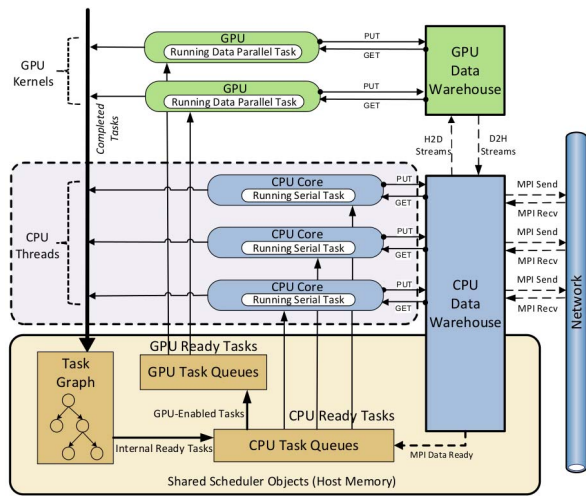 GPU
Running Data Parallel Task
PUT
GET
GPU
Kernels
GPU
Data
Warehouse
GPU
Running Data Parallel Task
PUT
GET
Completed
Tasks
H2D
Streams
D2H
Streams
CPU Core
Running Serial Task
PUT
GET
MPI Send
MPI Recv
CPU
Threads
CPU Core
Running Serial Task
PUT
GET
MPI Send
MPI Recv
CPU
Data
Warehouse
CPU Core
Running Serial Task
PUT
GET
MPI Send
MPI Recv
Network
GPU Ready Tasks
Task
Graph
GPU Task Queues
GPU-Enabled Tasks
CPU Ready Tasks
Internal Ready Tasks
CPU Task Queues
MPI Data Ready
Shared Scheduler Objects (Host Memory)